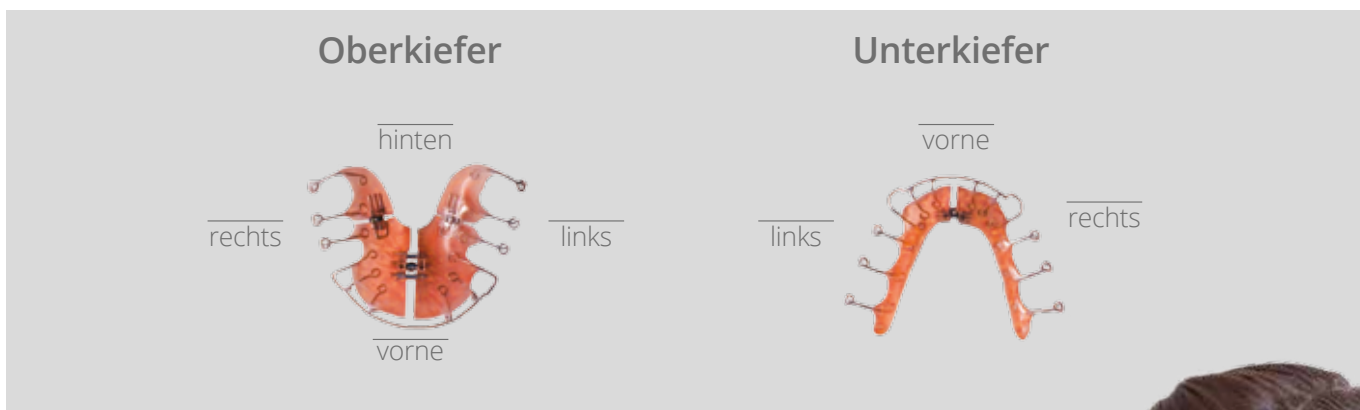 Oberkiefer
hinten
rechts
links
vorne
Unterkiefer
vorne
links
rechts